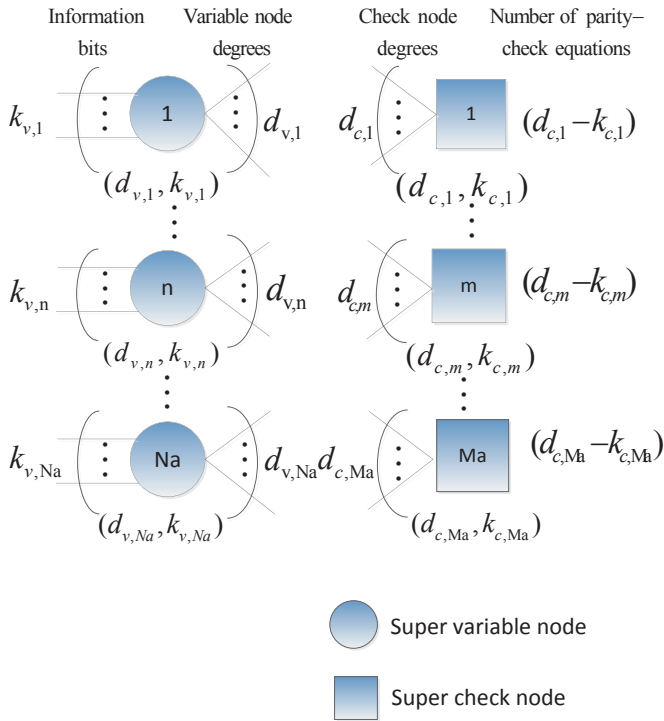 Information bits Variable node degrees Check node degrees Number of parity– check equations
k_{v,1} 1 d_{v,1} d_{c,1} 1 (d_{c,1} – k_{c,1})
(d_{v,1}, k_{v,1}) (d_{c,1}, k_{c,1})
k_{v,n} n d_{v,n} d_{c,m} m (d_{c,m} – k_{c,m})
(d_{v,n}, k_{v,n}) (d_{c,m}, k_{c,m})
k_{v,Na} Na d_{v,Na} d_{c,Ma} Ma (d_{c,Ma} – k_{c,Ma})
(d_{v,Na}, k_{v,Na}) (d_{c,Ma}, k_{c,Ma})
Super variable node
Super check node